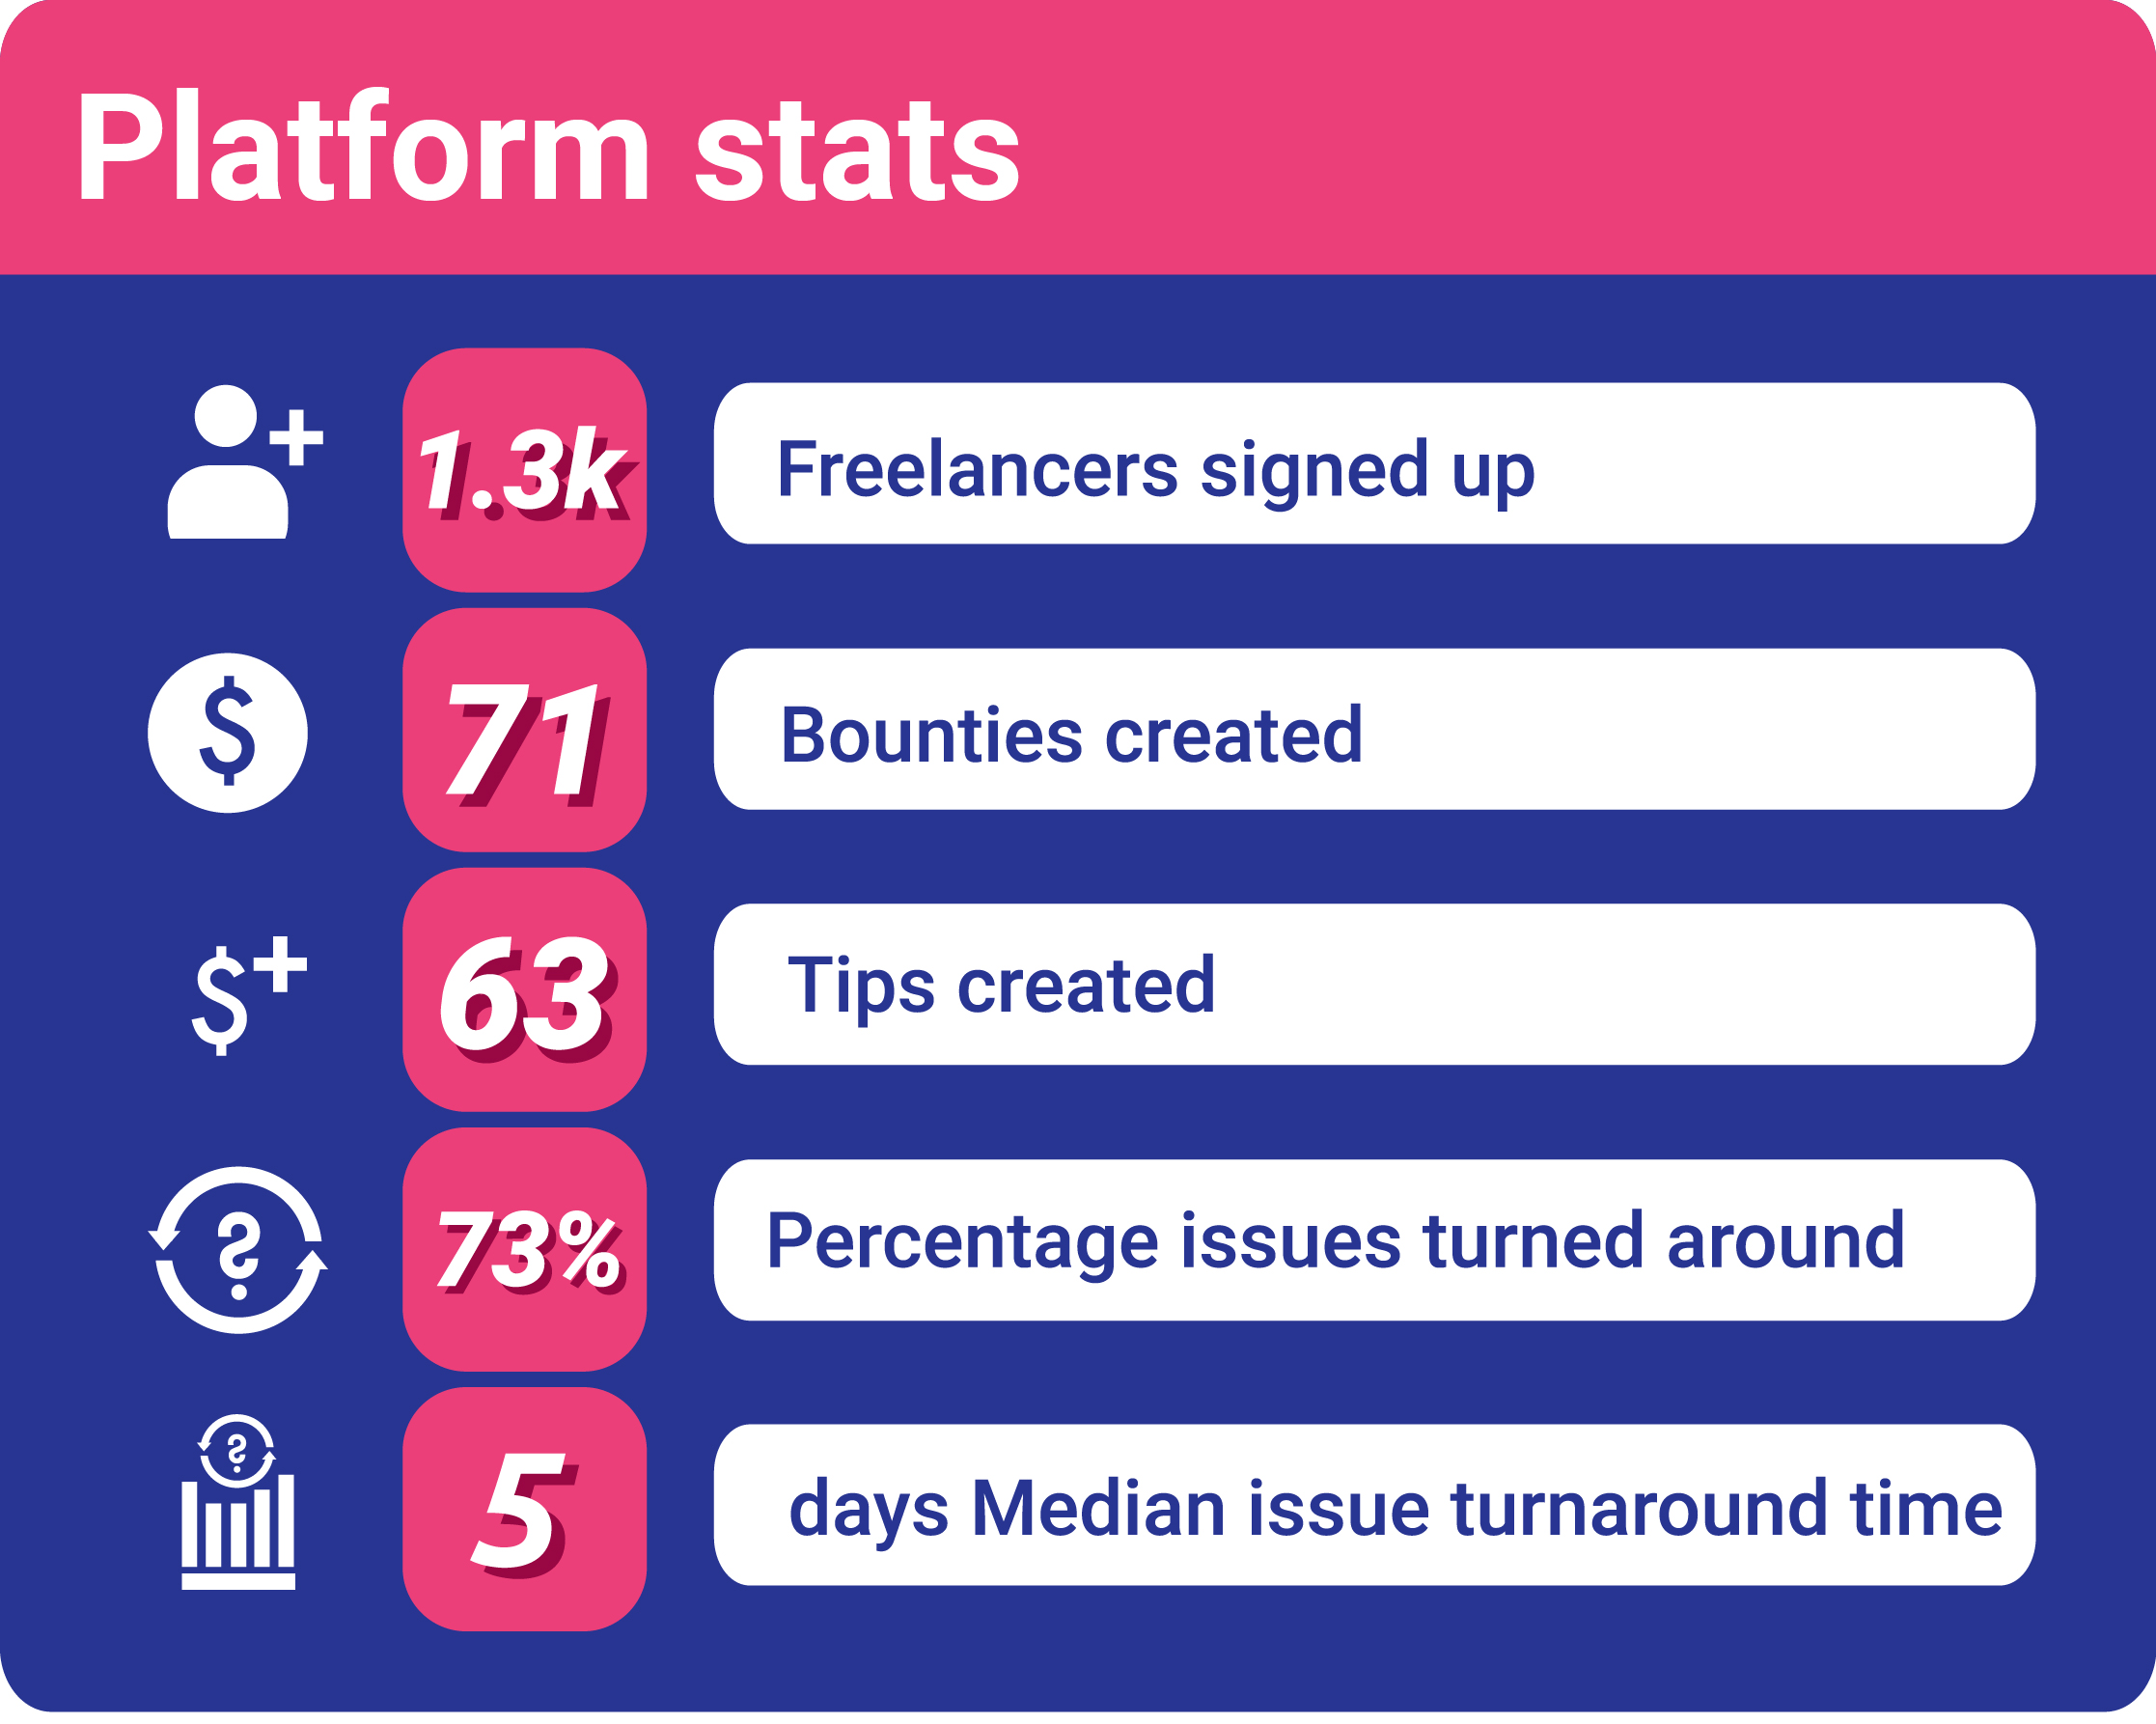 Platform stats
1.3k Freelancers signed up
71 Bounties created
63 Tips created
73% Percentage issues turned around
5 days Median issue turnaround time